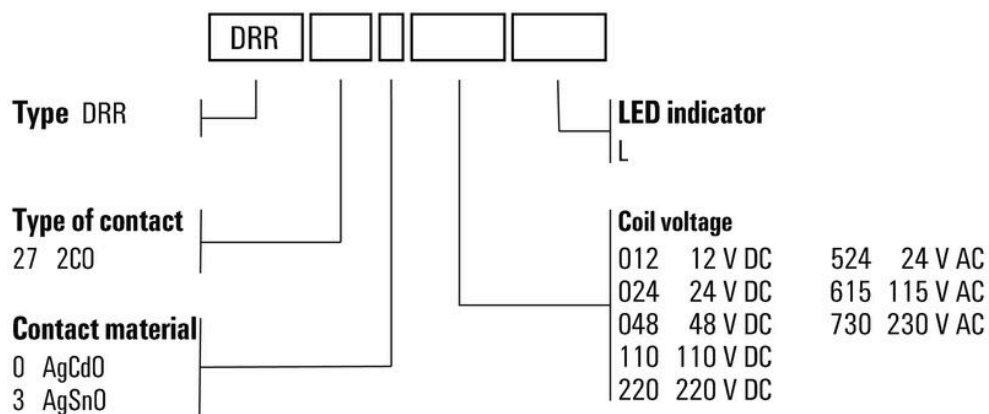 DRR
Type DRR
LED indicator
L
Type of contact
27 2CO
Contact material
0 AgCdO
3 AgSnO
Coil voltage
012 12 V DC 524 24 V AC
024 24 V DC 615 115 V AC
048 48 V DC 730 230 V AC
110 110 V DC
220 220 V DC